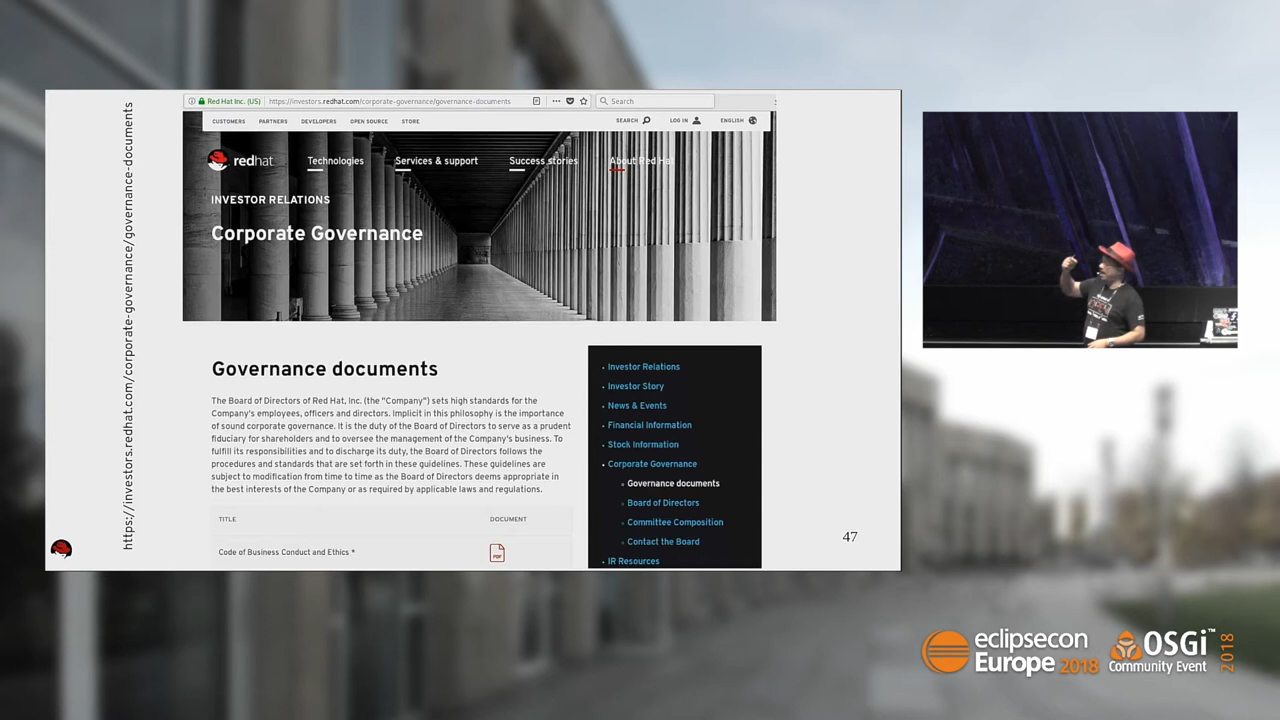 https://investors.redhat.com/corporate-governance/governance-documents
Red Hat Inc. (US)
https://investors.redhat.com/corporate-governance/governance-documents
Search
CUSTOMERS PARTNERS DEVELOPERS OPEN SOURCE STORE
SEARCH LOG IN ENGLISH
redhat
Technologies Services & support Success stories About Red Hat
INVESTOR RELATIONS
Corporate Governance
Governance documents
The Board of Directors of Red Hat, Inc. (the "Company") sets high standards for the
Company's employees, officers and directors. Implicit in this philosophy is the importance
of sound corporate governance. It is the duty of the Board of Directors to serve as a prudent
fiduciary for shareholders and to oversee the management of the Company's business. To
fulfill its responsibilities and to discharge its duty, the Board of Directors follows the
procedures and standards that are set forth in these guidelines. These guidelines are
subject to modification from time to time as the Board of Directors deems appropriate in
the best interests of the Company or as required by applicable laws and regulations.
TITLE DOCUMENT
Code of Business Conduct and Ethics *
PDF
Investor Relations
Investor Story
News & Events
Financial Information
Stock Information
Corporate Governance
Governance documents
Board of Directors
Committee Composition
Contact the Board
IR Resources
47
eclipsecon
Europe 2018
OSGi™
Community Event
2018